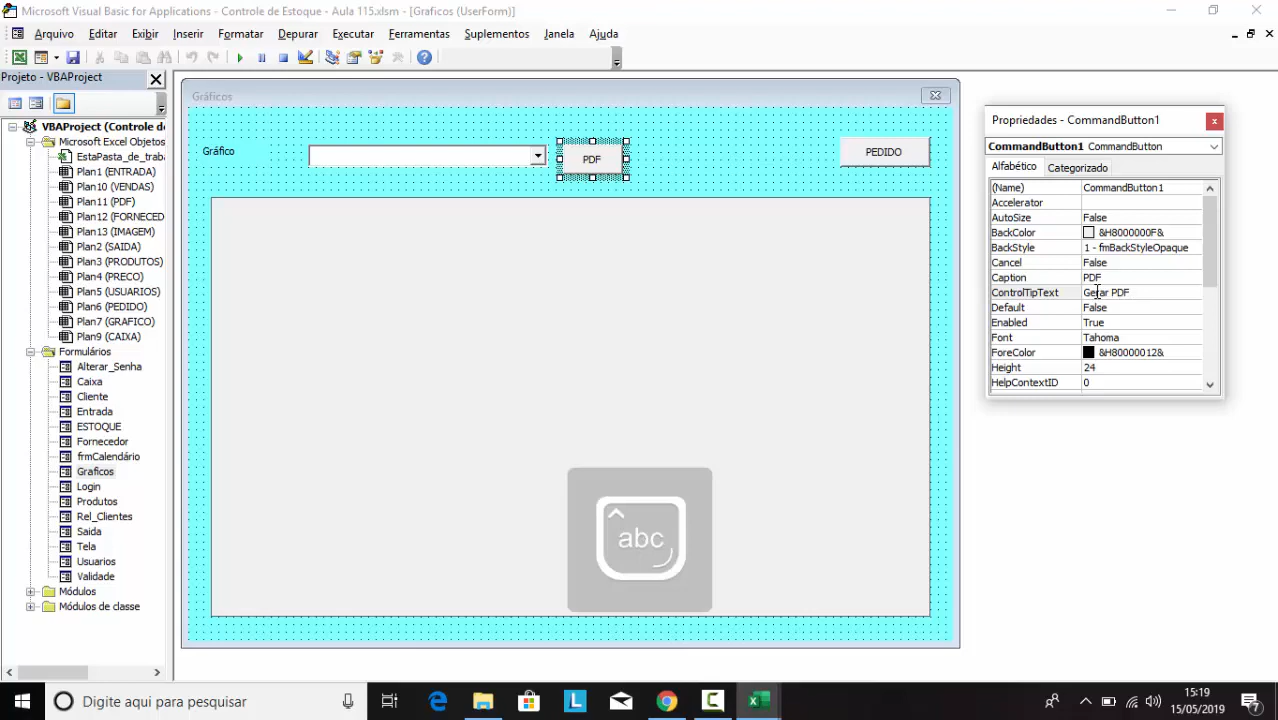 Microsoft Visual Basic for Applications - Controle de Estoque - Aula 115.xlsm - [Graficos (UserForm)]
Arquivo Editar Exibir Inserir Formatar Depurar Executar Ferramentas Suplementos Janela Ajuda
Projeto - VBAProject
VBAProject (Controle de
Microsoft Excel Objetos
EstaPasta_de_traba
Plan1 (ENTRADA)
Plan10 (VENDAS)
Plan11 (PDF)
Plan12 (FORNECED
Plan13 (IMAGEM)
Plan2 (SAIDA)
Plan3 (PRODUTOS)
Plan4 (PRECO)
Plan5 (USUARIOS)
Plan6 (PEDIDO)
Plan7 (GRAFICO)
Plan9 (CAIXA)
Formulários
Alterar_Senha
Caixa
Cliente
Entrada
ESTOQUE
Fornecedor
frmCalendário
Graficos
Login
Produtos
Rel_Clientes
Saida
Tela
Usuarios
Validade
Módulos
Módulos de classe
Gráficos
Gráfico
PDF
PEDIDO
abc
Propriedades - CommandButton1
CommandButton1 CommandButton
Alfabético Categorizado
(Name) CommandButton1
Accelerator
AutoSize False
BackColor &H8000000F&
BackStyle 1 - fmBackStyleOpaque
Cancel False
Caption PDF
ControlTipText Gerar PDF
Default False
Enabled True
Font Tahoma
ForeColor &H80000012&
Height 24
HelpContextID 0
Digite aqui para pesquisar
15:19
15/05/2019
7